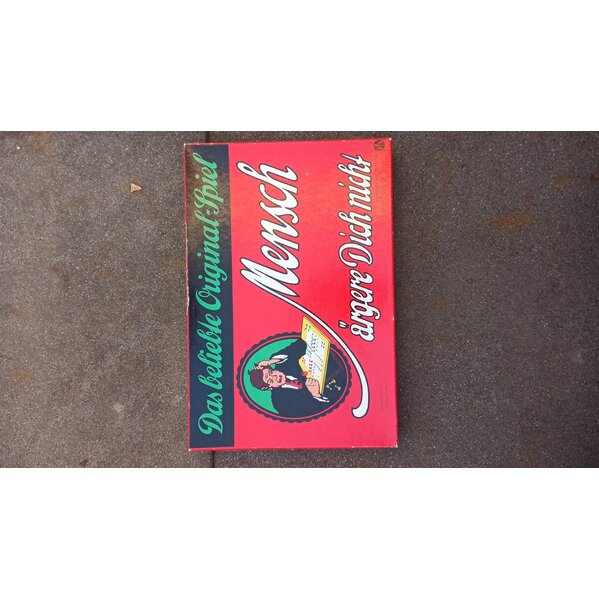 Das beliebte Original-Spiel
Mensch
ärgere Dich nicht